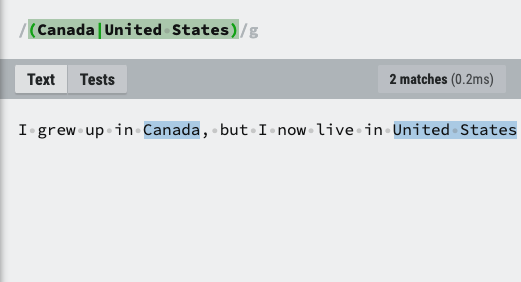 /(Canada|United States)/g
Text Tests 2 matches (0.2ms)
I grew up in Canada, but I now live in United States